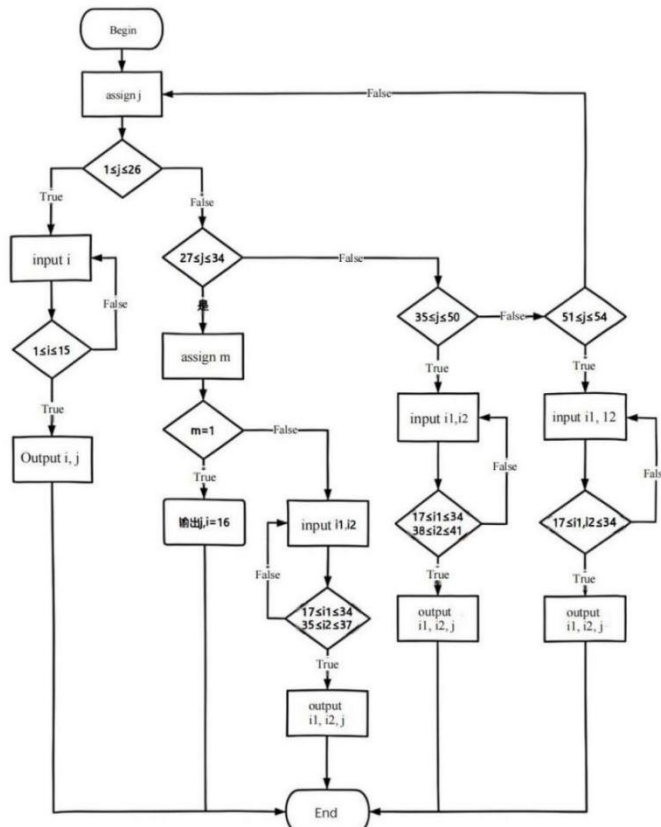 Begin
assign j
False
1≤j≤26
True
False
input i
27≤j≤34
False
False
是
35≤j≤50
False
51≤j≤54
1≤i≤15
assign m
True
True
True
input i1,i2
input i1, 12
m=1
False
Output i, j
True
False
False
输出j,i=16
input i1,i2
17≤i1≤34
38≤i2≤41
17≤i1,i2≤34
False
True
True
17≤i1≤34
35≤i2≤37
output
i1, i2, j
output
i1, i2, j
True
output
i1, i2, j
End